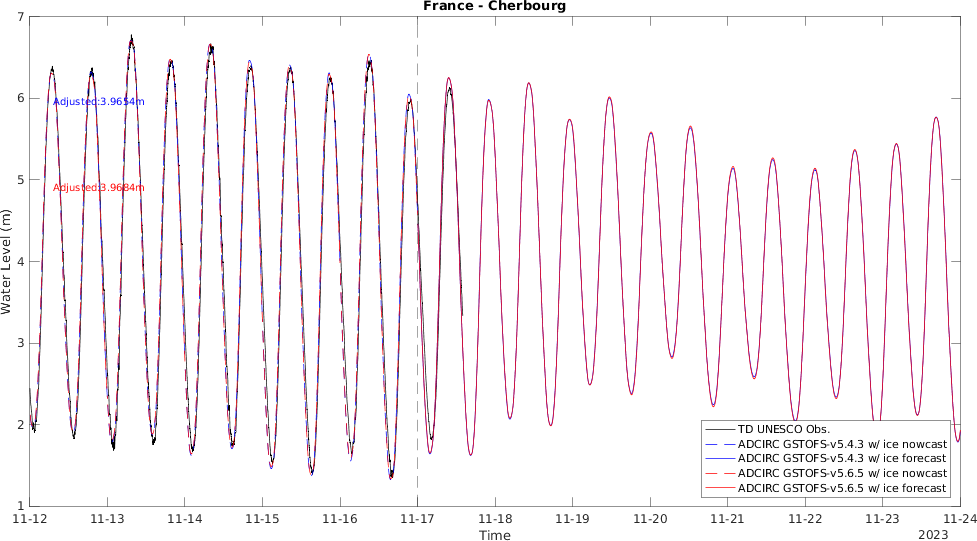 France - Cherbourg
7
6
5
4
3
2
1
Water Level (m)
Adjusted:3.9654m
Adjusted:3.9684m
TD UNESCO Obs.
ADCIRC GSTOFS-v5.4.3 w/ ice nowcast
ADCIRC GSTOFS-v5.4.3 w/ ice forecast
ADCIRC GSTOFS-v5.6.5 w/ ice nowcast
ADCIRC GSTOFS-v5.6.5 w/ ice forecast
11-12 11-13 11-14 11-15 11-16 11-17 11-18 11-19 11-20 11-21 11-22 11-23 11-24
Time
2023